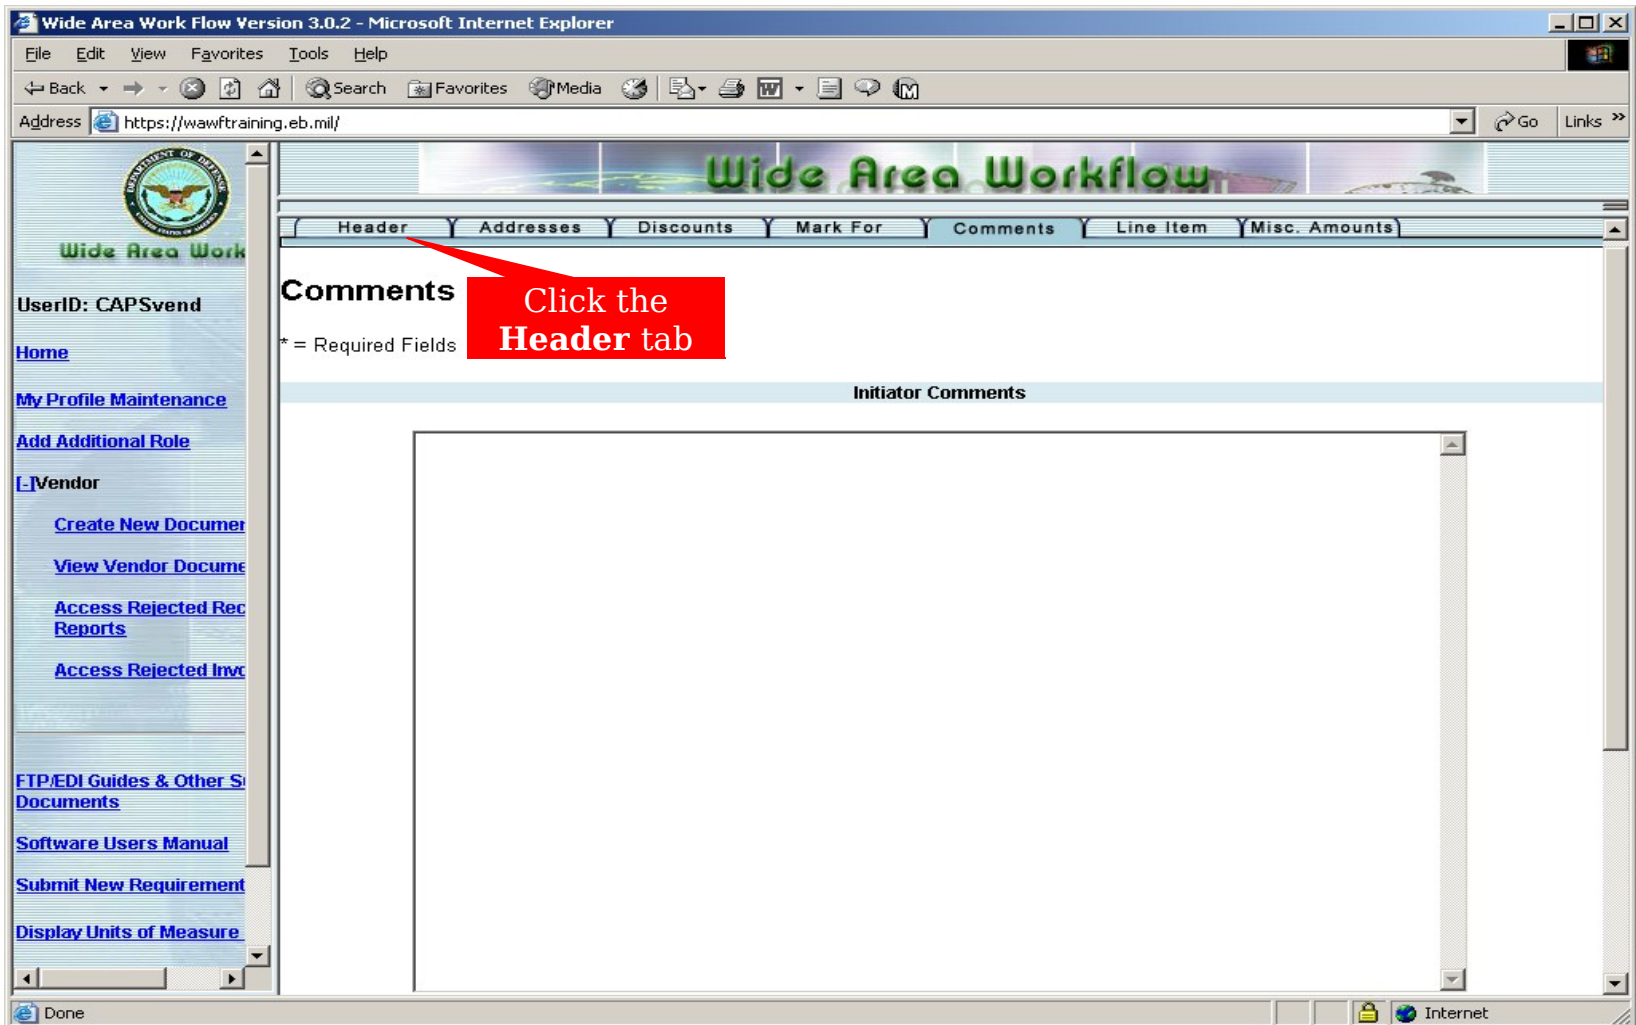 Wide Area Work Flow Version 3.0.2 - Microsoft Internet Explorer
File Edit View Favorites Tools Help
Back Search Favorites Media
Address https://wawftraining.eb.mil/ Go Links »
Wide Area Workflow
Header Addresses Discounts Mark For Comments Line Item Misc. Amounts
Wide Area Work
UserID: CAPSvend
Home
My Profile Maintenance
Add Additional Role
[-]Vendor
Create New Documen
View Vendor Docume
Access Rejected Rec
Reports
Access Rejected Invo
FTP/EDI Guides & Other S
Documents
Software Users Manual
Submit New Requirement
Display Units of Measure
Comments
* = Required Fields
Click the
Header tab
Initiator Comments
Done
Internet